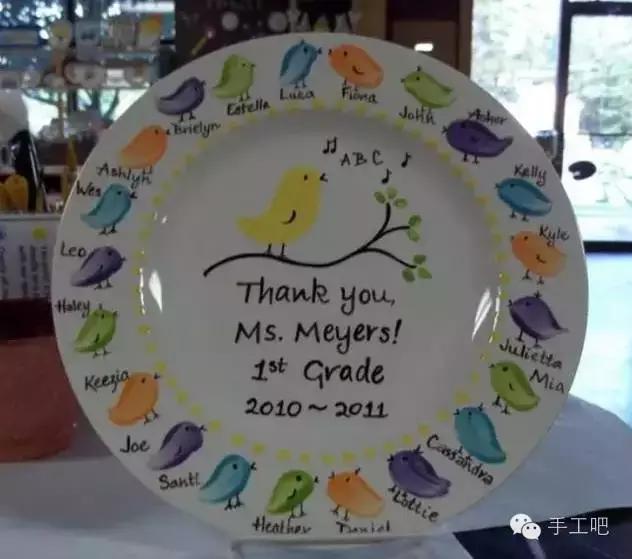 ABC
Thank you,
Ms. Meyers!
1st Grade
2010~2011
Luca
Fiona
John
Asher
Kelly
Kyle
Julietta
Mia
Cassandra
Lottie
Daniel
Heather
Santi
Joe
Keezia
Haley
Leo
Wes
Ashlyn
Brielyn
Estella
手工吧